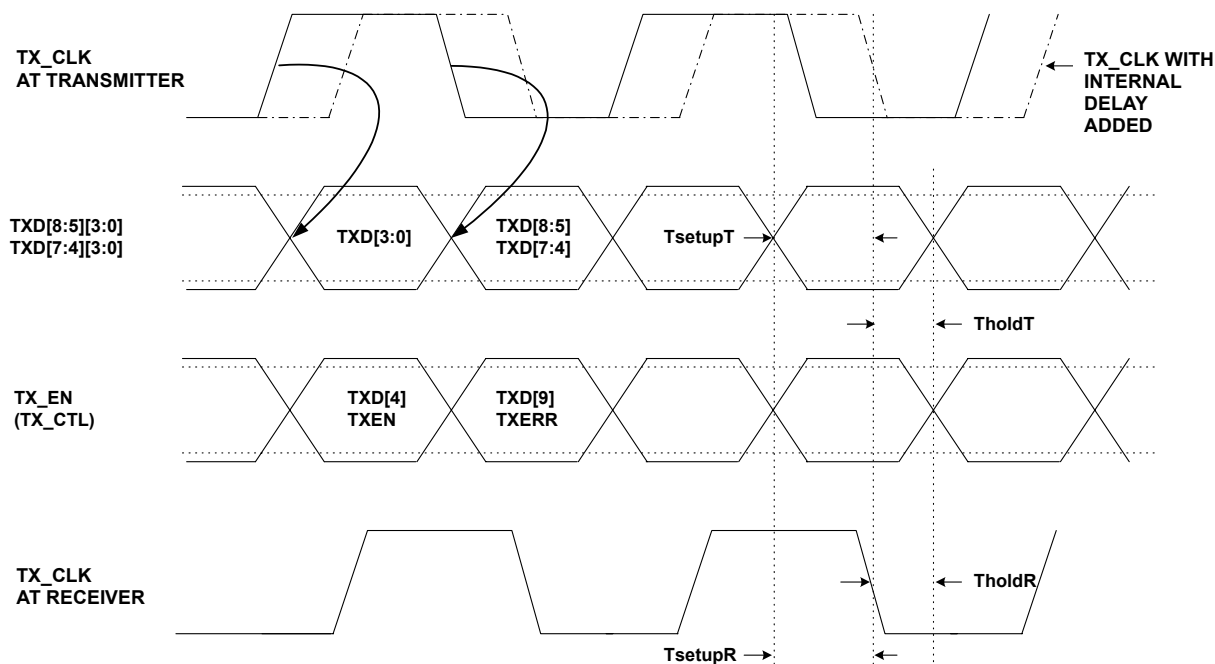 TX_CLK
AT TRANSMITTER
TX_CLK WITH
INTERNAL
DELAY
ADDED
TXD[8:5][3:0]
TXD[7:4][3:0]
TXD[3:0]
TXD[8:5]
TXD[7:4]
TsetupT
TholdT
TX_EN
(TX_CTL)
TXD[4]
TXEN
TXD[9]
TXERR
TX_CLK
AT RECEIVER
TholdR
TsetupR